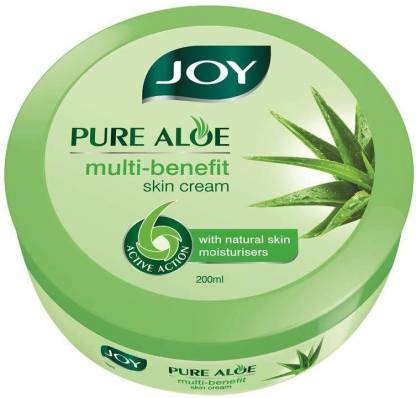 JOY
PURE ALOE
multi-benefit
skin cream
6
ACTIVE ACTION
with natural skin
moisturisers
200ml
JOY
PURE ALOE
multi-benefit
skin cream